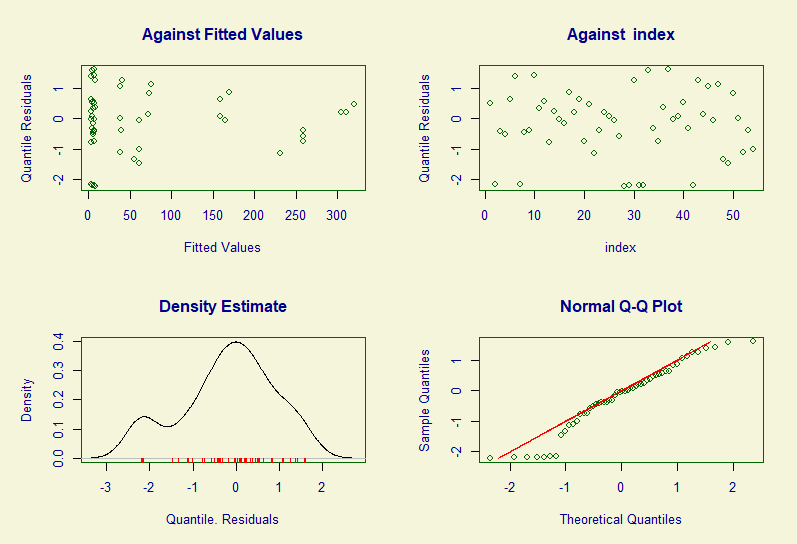 Against Fitted Values
Quantile Residuals
1
0
-1
-2
0 50 100 150 200 250 300
Fitted Values
Against  index
Quantile Residuals
1
0
-1
-2
0 10 20 30 40 50
index
Density Estimate
Density
0.4
0.3
0.2
0.1
0.0
-3 -2 -1 0 1 2
Quantile. Residuals
Normal Q-Q Plot
Sample Quantiles
1
0
-1
-2
-2 -1 0 1 2
Theoretical Quantiles